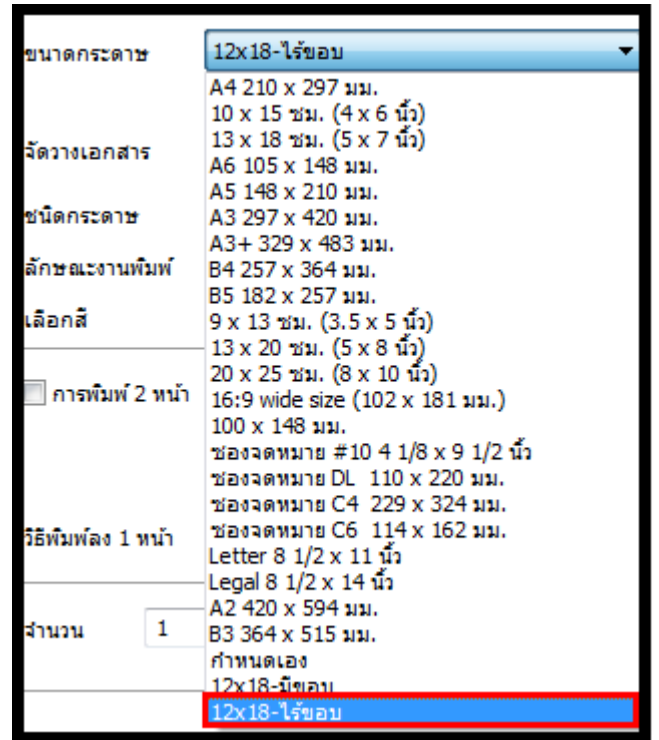 ขนาดกระดาษ 12x18-ไร้ขอบ
A4 210 x 297 มม.
10 x 15 ซม. (4 x 6 นิ้ว)
13 x 18 ซม. (5 x 7 นิ้ว)
จัดวางเอกสาร
A6 105 x 148 มม.
A5 148 x 210 มม.
ชนิดกระดาษ
A3 297 x 420 มม.
A3+ 329 x 483 มม.
ลักษณะงานพิมพ์
B4 257 x 364 มม.
B5 182 x 257 มม.
เลือกสี
9 x 13 ซม. (3.5 x 5 นิ้ว)
13 x 20 ซม. (5 x 8 นิ้ว)
20 x 25 ซม. (8 x 10 นิ้ว)
การพิมพ์ 2 หน้า
16:9 wide size (102 x 181 มม.)
100 x 148 มม.
ซองจดหมาย #10 4 1/8 x 9 1/2 นิ้ว
ซองจดหมาย DL 110 x 220 มม.
ซองจดหมาย C4 229 x 324 มม.
ซองจดหมาย C6 114 x 162 มม.
วิธีพิมพ์ลง 1 หน้า
Letter 8 1/2 x 11 นิ้ว
Legal 8 1/2 x 14 นิ้ว
A2 420 x 594 มม.
จำนวน 1
B3 364 x 515 มม.
กำหนดเอง
12x18-มีขอบ
12x18-ไร้ขอบ